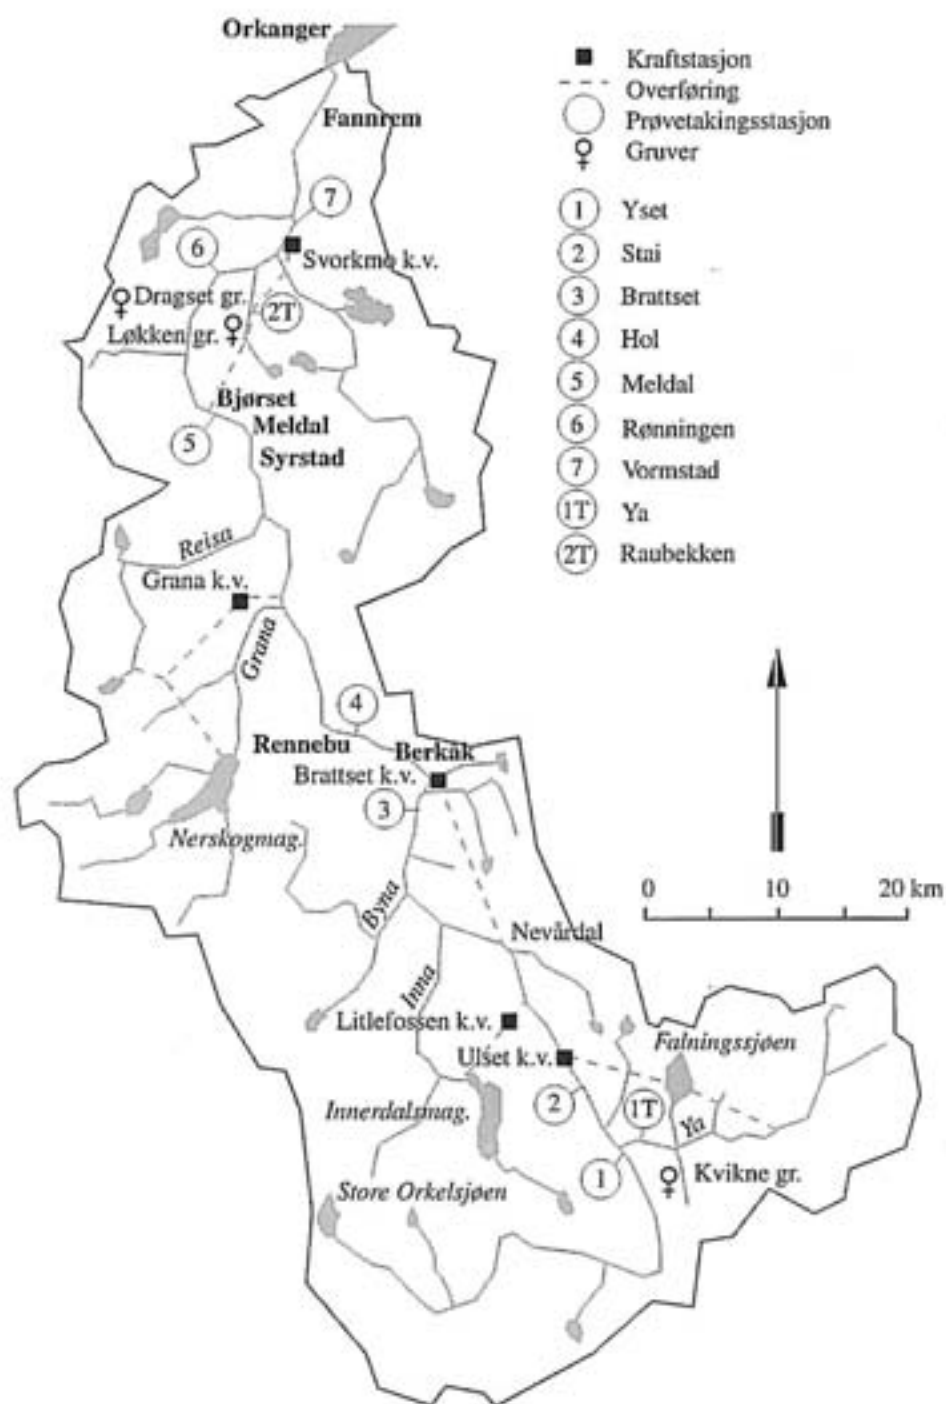 Orkanger
Fannrem
7
6
Svorkmo k.v.
Dragset gr.
2T
Løkken gr.
Bjørset
Meldal
5
Syrstad
Reisa
Grana k.v.
Grana
4
Rennebu
Berkåk
Brattset k.v.
3
Nerskogmag.
Byna
Nevårdal
Inna
Litlefossen k.v.
Falningssjøen
Ulset k.v.
2
1T
Innerdalsmag.
Ya
1
Kvikne gr.
Store Orkelsjøen
Kraftstasjon
Overføring
Prøvetakingsstasjon
Gruver
1 Yset
2 Stai
3 Brattset
4 Hol
5 Meldal
6 Rønningen
7 Vormstad
1T Ya
2T Raubekken
0 10 20 km